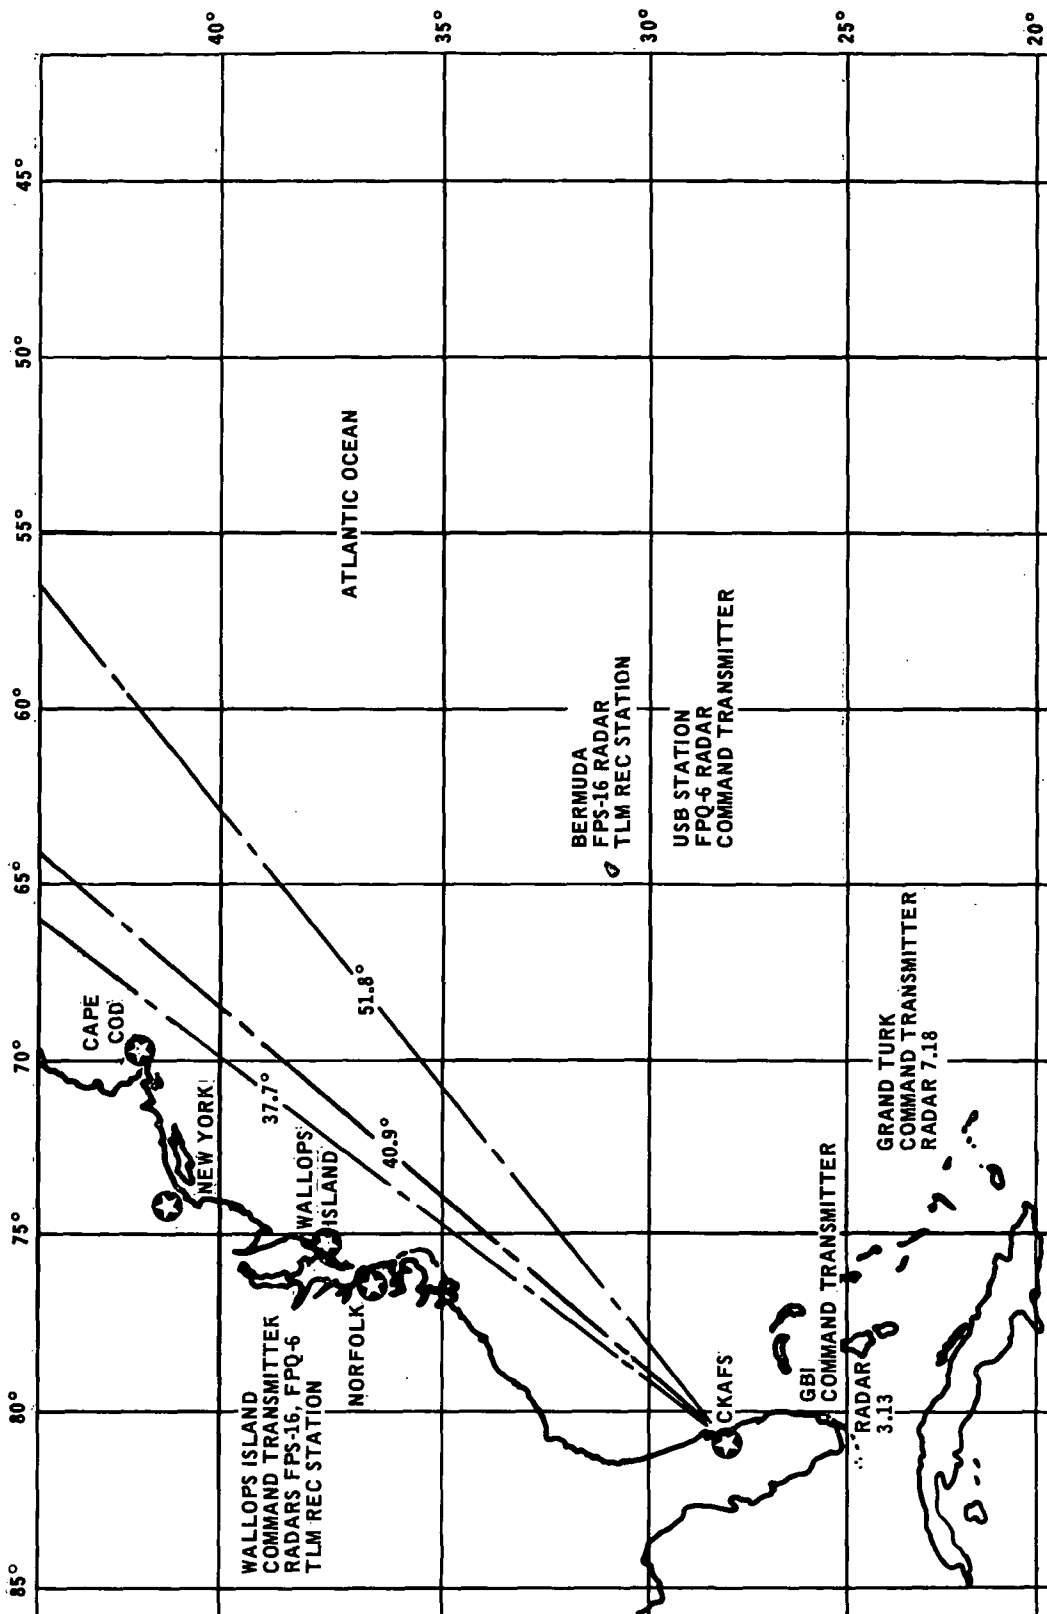 85°
80°
75°
70°
65°
60°
55°
50°
45°
40°
35°
30°
25°
20°
CAPE
COD
NEW YORK
WALLOPS
ISLAND
NORFOLK
WALLOPS ISLAND
COMMAND TRANSMITTER
RADARS FPS-16, FPQ-6
TLM REC STATION
37.7°
40.9°
51.8°
ATLANTIC OCEAN
BERMUDA
FPS-16 RADAR
TLM REC STATION
USB STATION
FPQ-6 RADAR
COMMAND TRANSMITTER
CKAFS
GBI
COMMAND TRANSMITTER
RADAR
3.13
GRAND TURK
COMMAND TRANSMITTER
RADAR 7.18